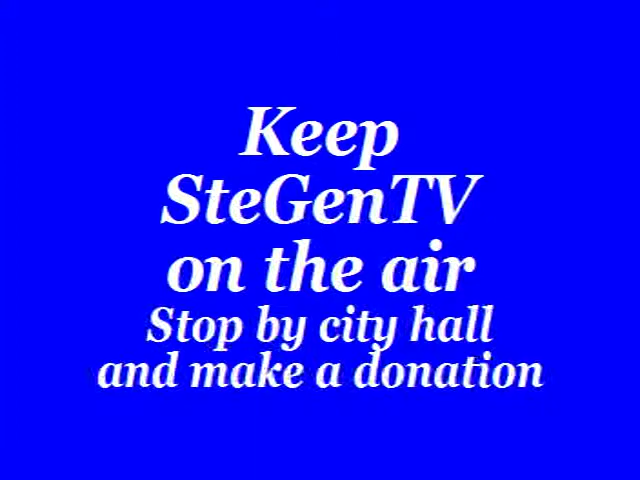 Keep
SteGenTV
on the air
Stop by city hall
and make a donation